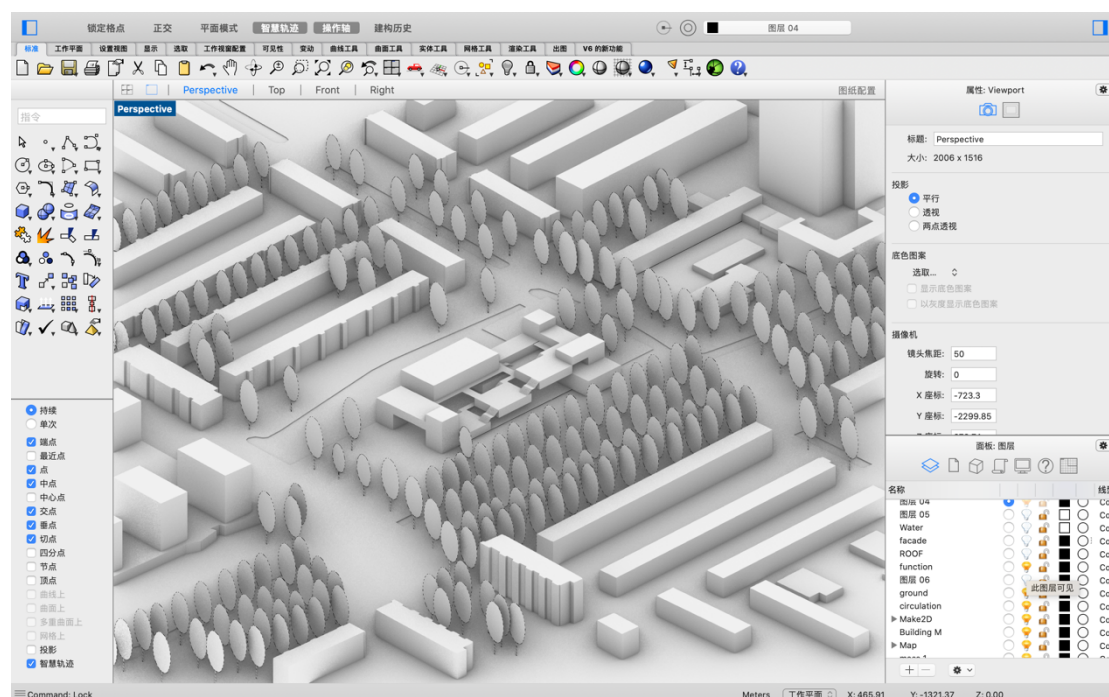 锁定格点 正交 平面模式 智慧轨迹 操作轴 建构历史 图层 04
标准 工作平面 设置视图 显示 选取 工作视窗配置 可见性 变动 曲线工具 曲面工具 实体工具 网格工具 渲染工具 出图 V6 的新功能
Perspective Top Front Right 图纸配置
属性: Viewport
Perspective
指令
标题: Perspective
大小: 2006 x 1516
投影
平行
透视
两点透视
底色图案
选取...
显示底色图案
以灰度显示底色图案
摄像机
镜头焦距: 50
旋转: 0
X 座标: -723.3
Y 座标: -2299.85
持续
单次
端点
最近点
点
中点
中心点
交点
垂点
切点
四分点
节点
顶点
曲线上
曲面上
多重曲面上
网格上
投影
智慧轨迹
面板: 图层
名称
图层 04
图层 05
Water
facade
ROOF
function
图层 06
此图层可见
ground
circulation
Make2D
Building M
Map
Command: Lock
Meters 工作平面 X: 465.91 Y: -1321.37 Z: 0.00